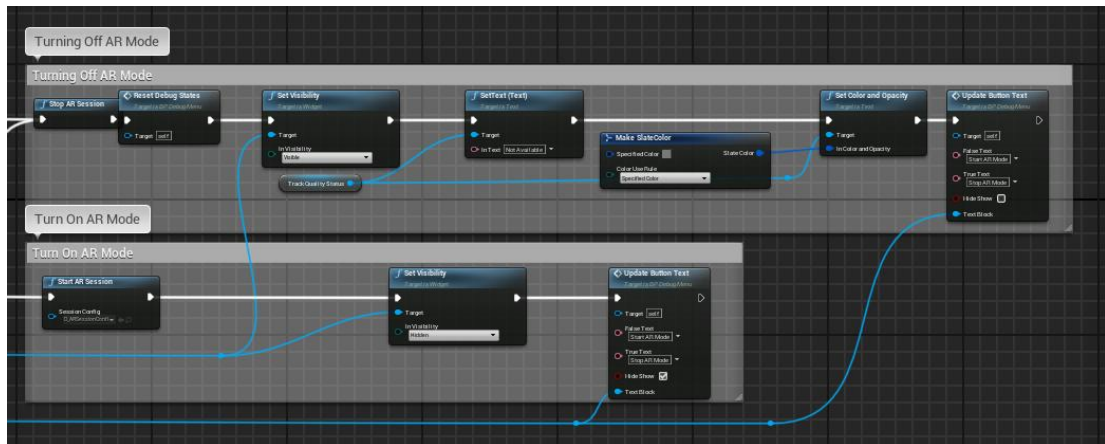 Turning Off AR Mode
Turning Off AR Mode
Stop AR Session
Reset Debug States
Target is BP Debug Menu
Target self
Set Visibility
Target is Widget
Target
In Visibility
Visible
Track Quality Status
SetText (Text)
Target is Text
Target
In Text Not Available
Make SlateColor
Specified Color
Slate Color
Color Use Rule
Specified Color
Set Color and Opacity
Target is Text
Target
In Color and Opacity
Update Button Text
Target is BP Debug Menu
Target self
False Text
Start AR Mode
True Text
Stop AR Mode
Hide Show
Text Block
Turn On AR Mode
Turn On AR Mode
Start AR Session
Session Config
Set Visibility
Target is Widget
Target
In Visibility
Hidden
Update Button Text
Target is BP Debug Menu
Target self
False Text
Start AR Mode
True Text
Stop AR Mode
Hide Show
Text Block